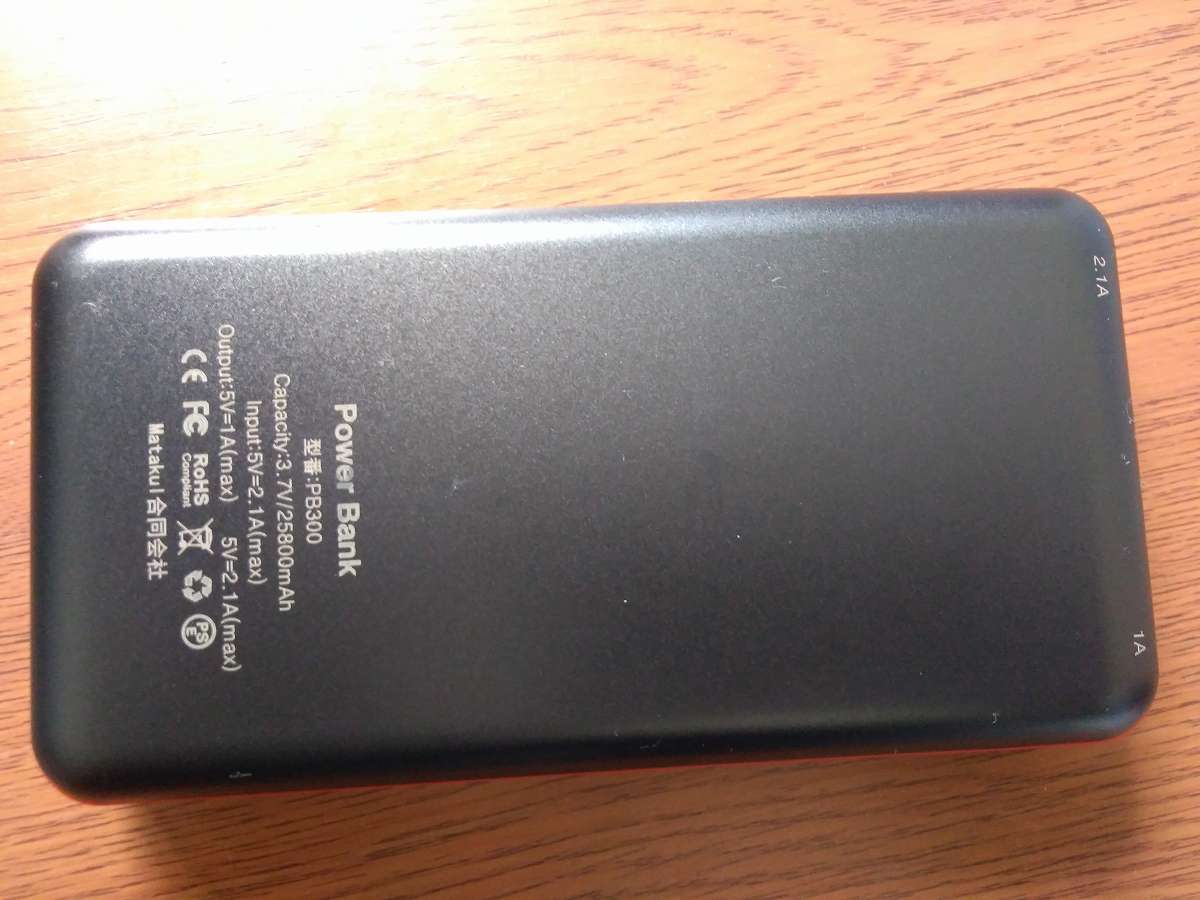 Power Bank
型番:PB300
Capacity:3.7V/25800mAh
Input:5V=2.1A(max)
Output:5V=1A(max) 5V=2.1A(max)
CE FC RoHS Compliant PSE
Matakul合同会社
2.1A
1A